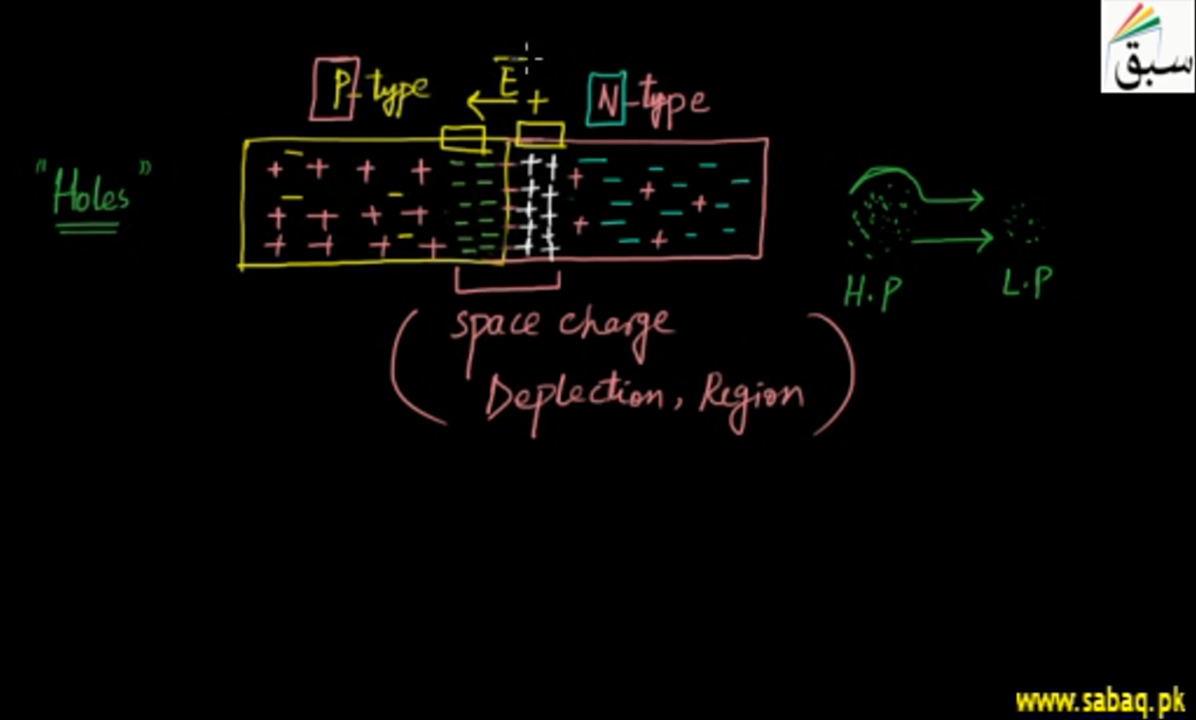 سبق
P-type
E
N-type
"Holes"
H.P
L.P
(space charge
Deplection, Region)
www.sabaq.pk